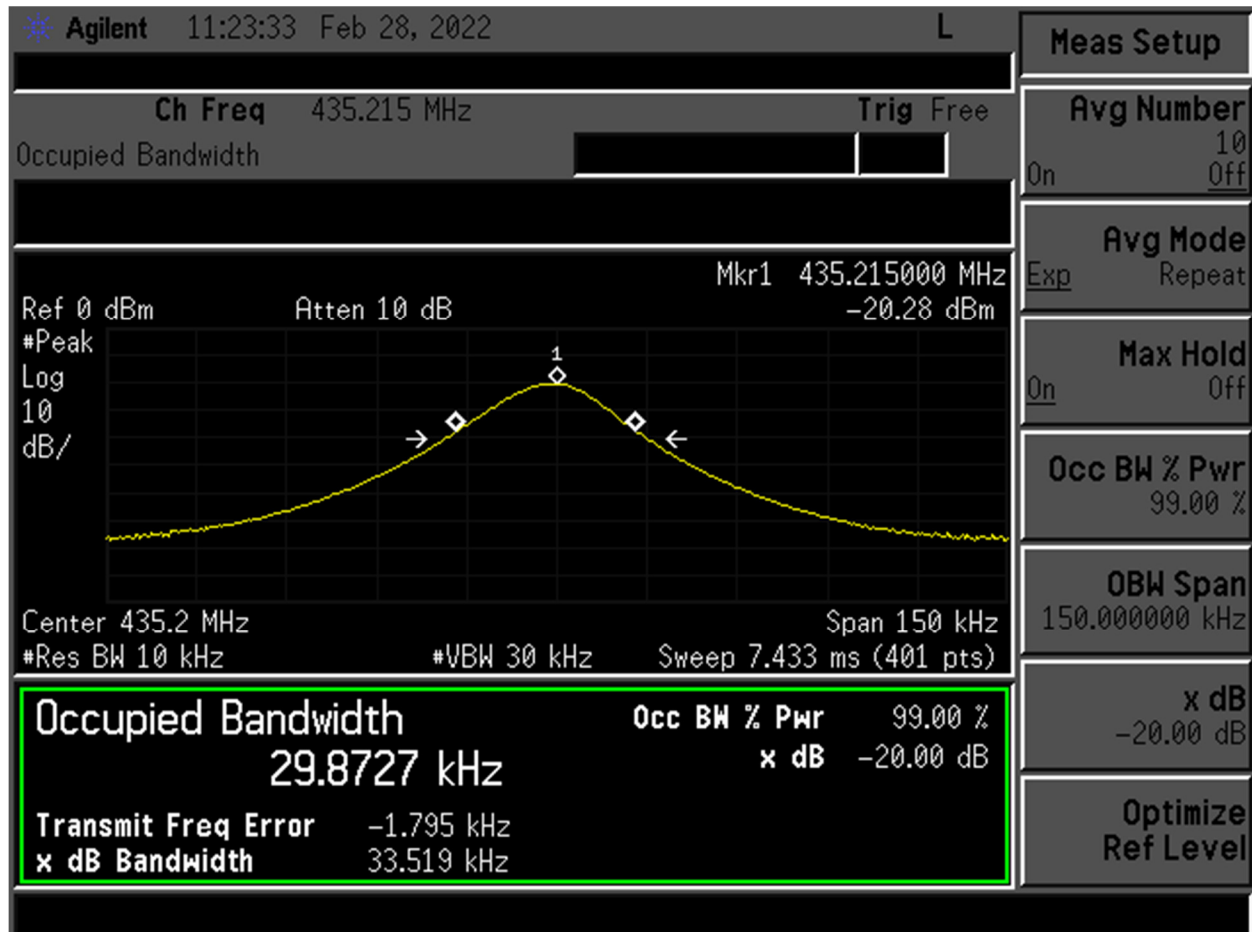 Agilent 11:23:33 Feb 28, 2022 L
Ch Freq 435.215 MHz Trig Free
Occupied Bandwidth
Mkr1 435.215000 MHz
Ref 0 dBm Atten 10 dB -20.28 dBm
#Peak
Log
10
dB/
1
Center 435.2 MHz Span 150 kHz
#Res BW 10 kHz #VBW 30 kHz Sweep 7.433 ms (401 pts)
Occupied Bandwidth Occ BW % Pwr 99.00 %
29.8727 kHz x dB -20.00 dB
Transmit Freq Error -1.795 kHz
x dB Bandwidth 33.519 kHz
Meas Setup
Avg Number
10
On Off
Avg Mode
Exp Repeat
Max Hold
On Off
Occ BW % Pwr
99.00 %
OBW Span
150.000000 kHz
x dB
-20.00 dB
Optimize
Ref Level